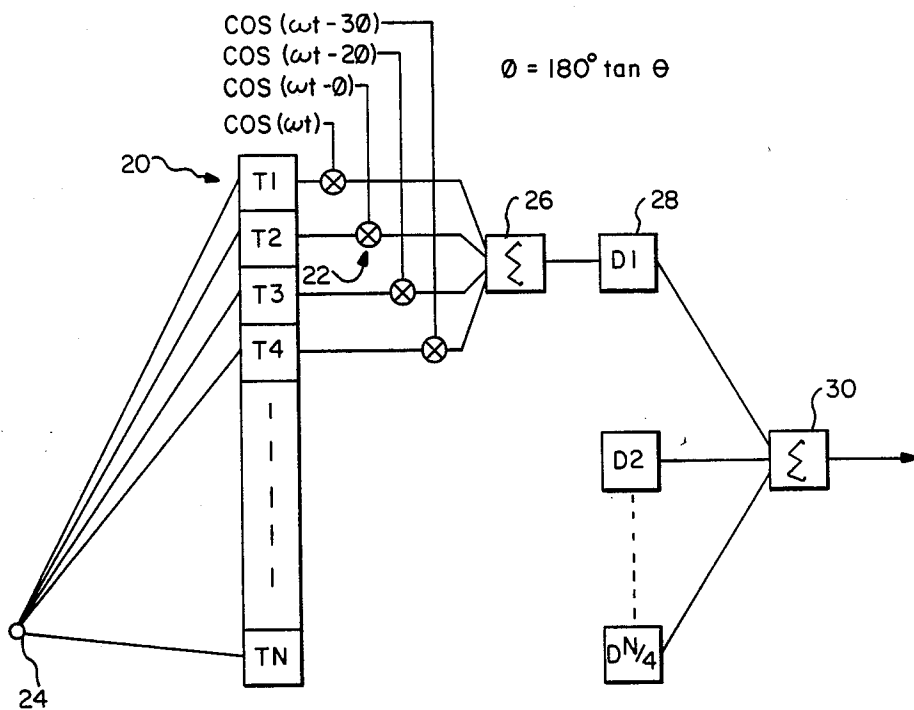 COS (ωt-3Ø)
COS (ωt-2Ø)
COS (ωt-Ø)
COS (ωt)
Ø = 180° tan θ
20
T1
T2
T3
T4
TN
22
24
26
Σ
28
D1
D2
D N/4
30
Σ